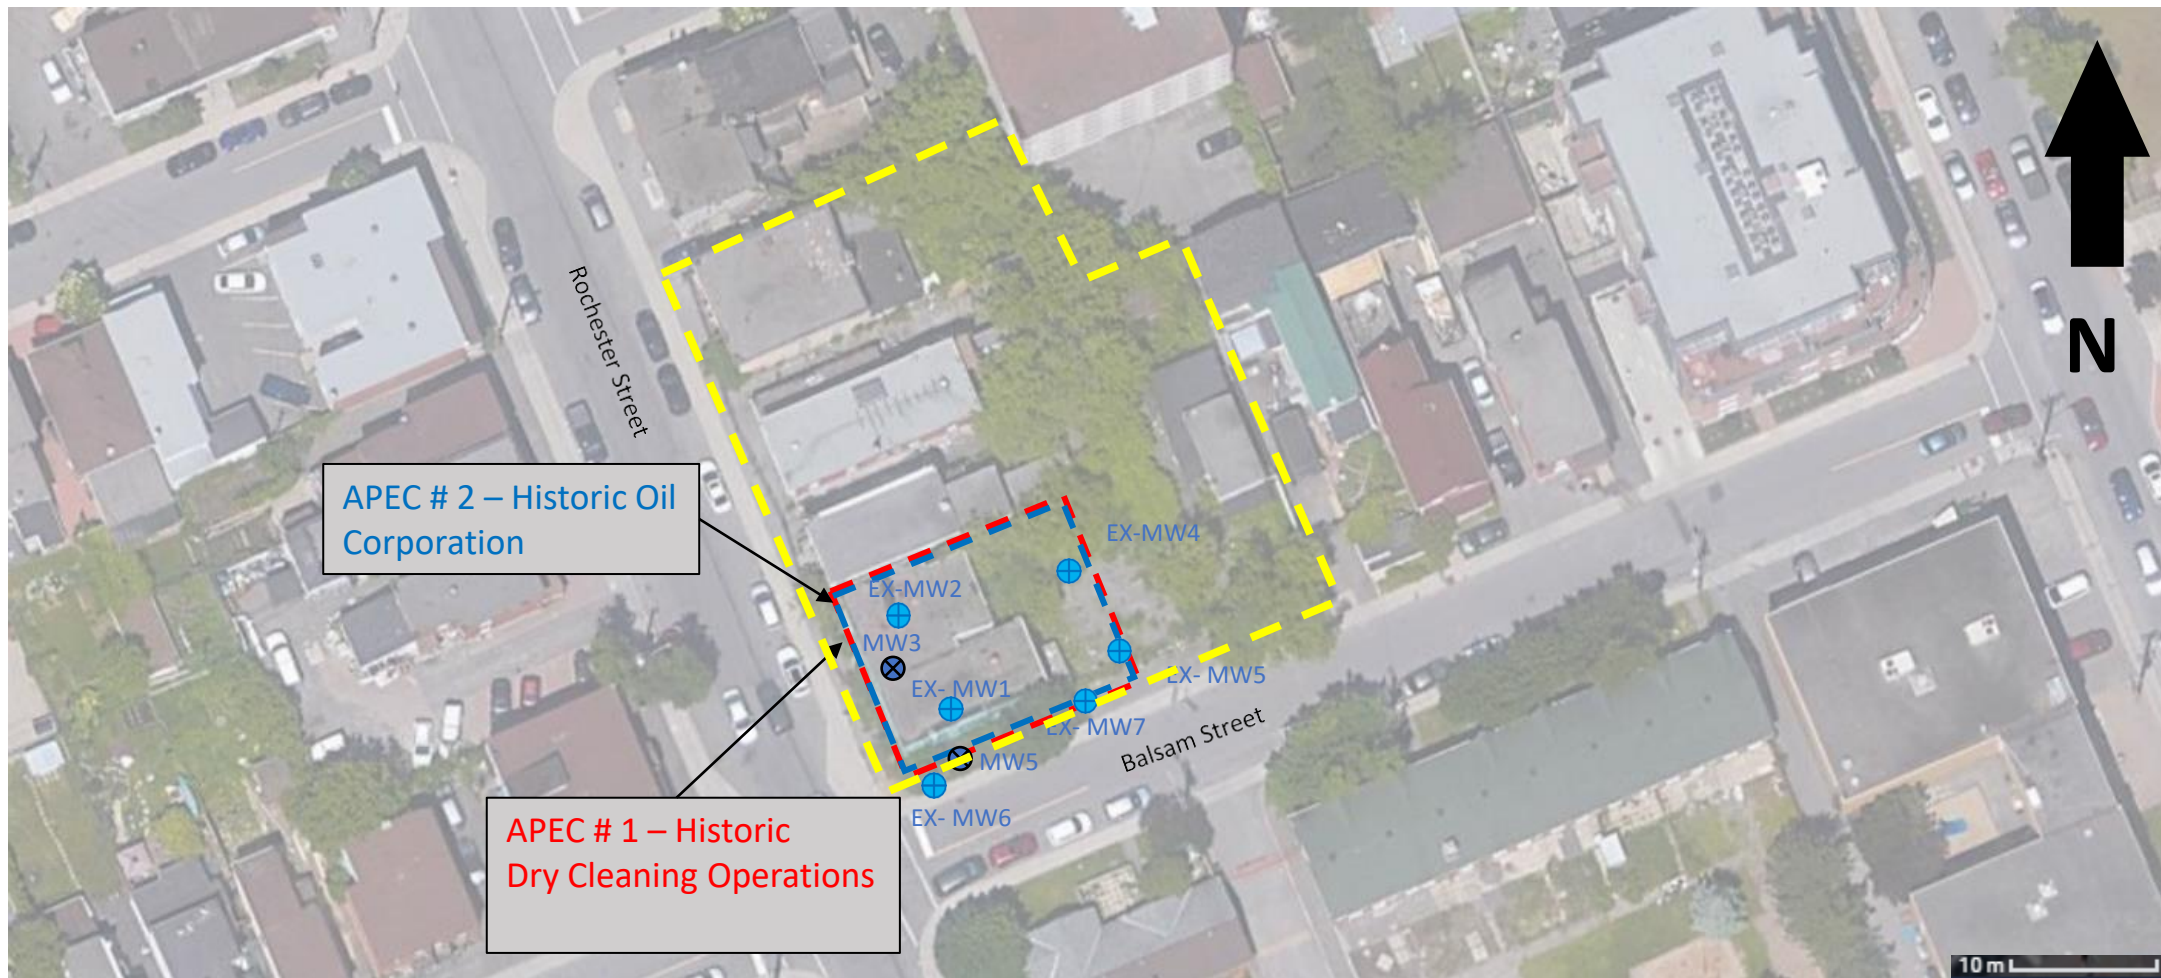 N
Rochester Street
APEC # 2 – Historic Oil
Corporation
EX-MW4
EX-MW2
MW3
EX- MW5
EX- MW1
EX- MW7
Balsam Street
MW5
EX- MW6
APEC # 1 – Historic
Dry Cleaning Operations
10 m